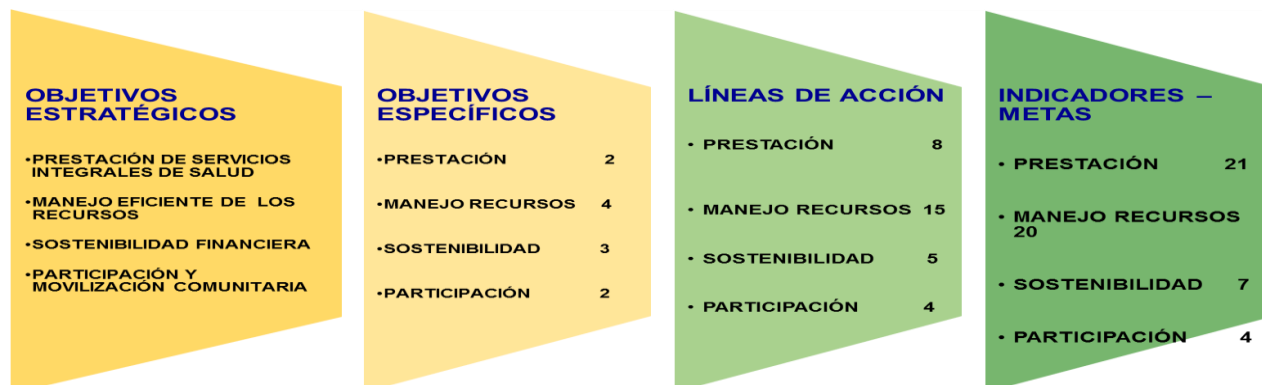 OBJETIVOS
ESTRATÉGICOS
•PRESTACIÓN DE SERVICIOS
INTEGRALES DE SALUD
•MANEJO EFICIENTE DE LOS
RECURSOS
•SOSTENIBILIDAD FINANCIERA
•PARTICIPACIÓN Y
MOVILIZACIÓN COMUNITARIA
OBJETIVOS
ESPECÍFICOS
•PRESTACIÓN 2
•MANEJO RECURSOS 4
•SOSTENIBILIDAD 3
•PARTICIPACIÓN 2
LÍNEAS DE ACCIÓN
• PRESTACIÓN 8
• MANEJO RECURSOS 15
• SOSTENIBILIDAD 5
• PARTICIPACIÓN 4
INDICADORES –
METAS
• PRESTACIÓN 21
• MANEJO RECURSOS
20
• SOSTENIBILIDAD 7
• PARTICIPACIÓN 4